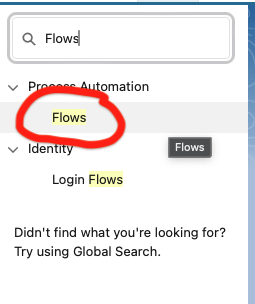 Flows
Process Automation
Flows
Identity
Flows
Login Flows
Didn't find what you're looking for?
Try using Global Search.